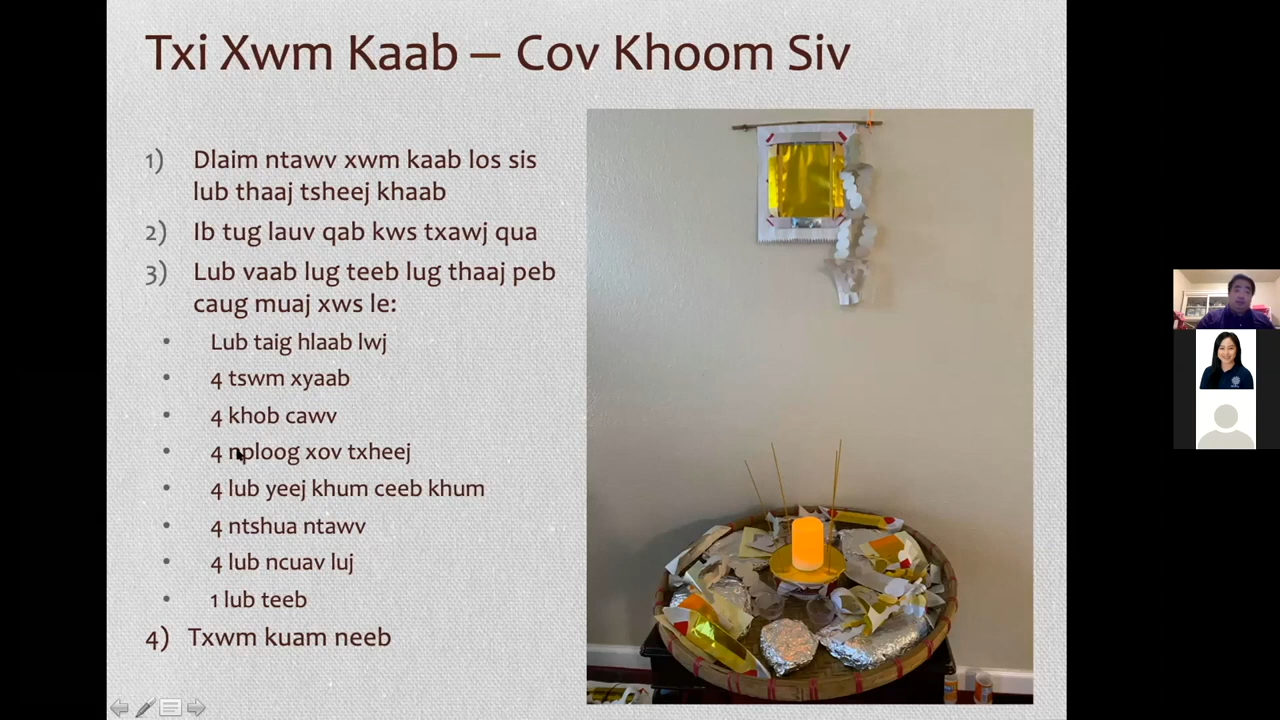 Txi Xwm Kaab – Cov Khoom Siv
1) Dlaim ntawv xwm kaab los sis
lub thaaj tsheej khaab
2) Ib tug lauv qab kws txawj qua
3) Lub vaab lug teeb lug thaaj peb
caug muaj xws le:
• Lub taig hlaab lwj
• 4 tswm xyaab
• 4 khob cawv
• 4 nploog xov txheej
• 4 lub yeej khum ceeb khum
• 4 ntshua ntawv
• 4 lub ncuav luj
• 1 lub teeb
4) Txwm kuam neeb